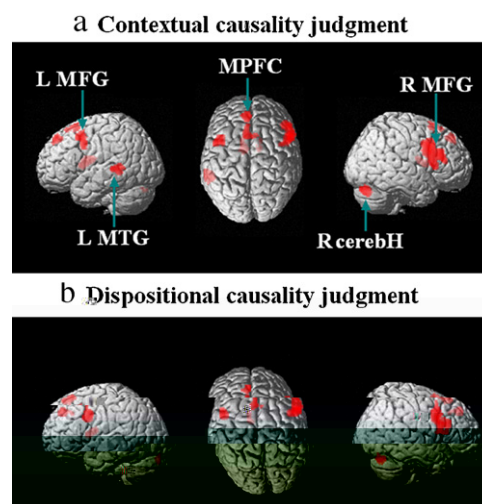 a Contextual causality judgment
MPFC
L MFG
R MFG
L MTG
R cerebH
b Dispositional causality judgment